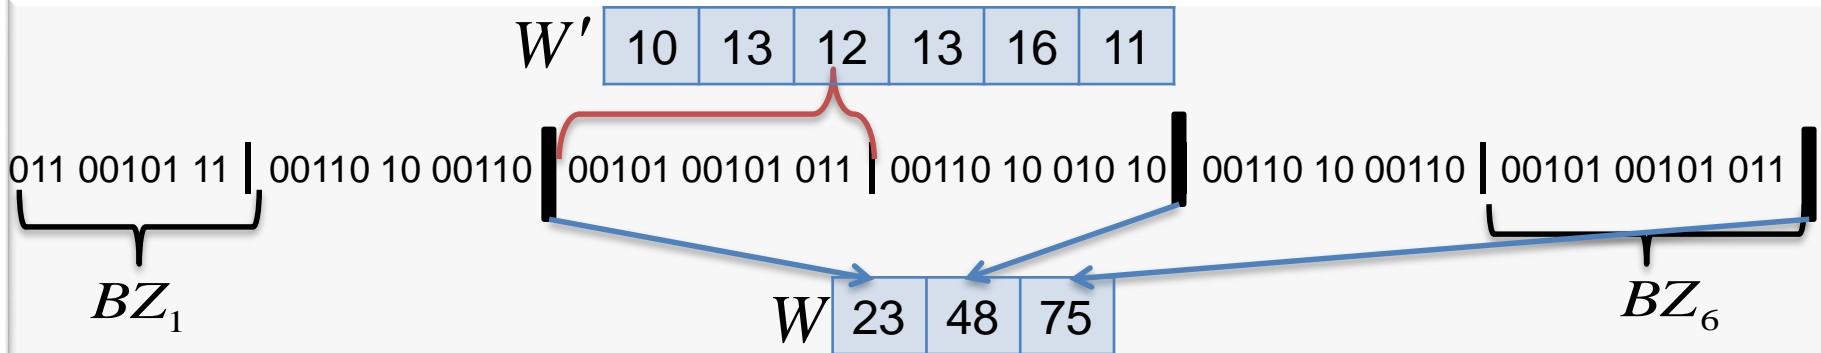 W′ 10 13 12 13 16 11
011 00101 11 | 00110 10 00110 | 00101 00101 011 | 00110 10 010 10 | 00110 10 00110 | 00101 00101 011
BZ₁ W 23 48 75 BZ₆